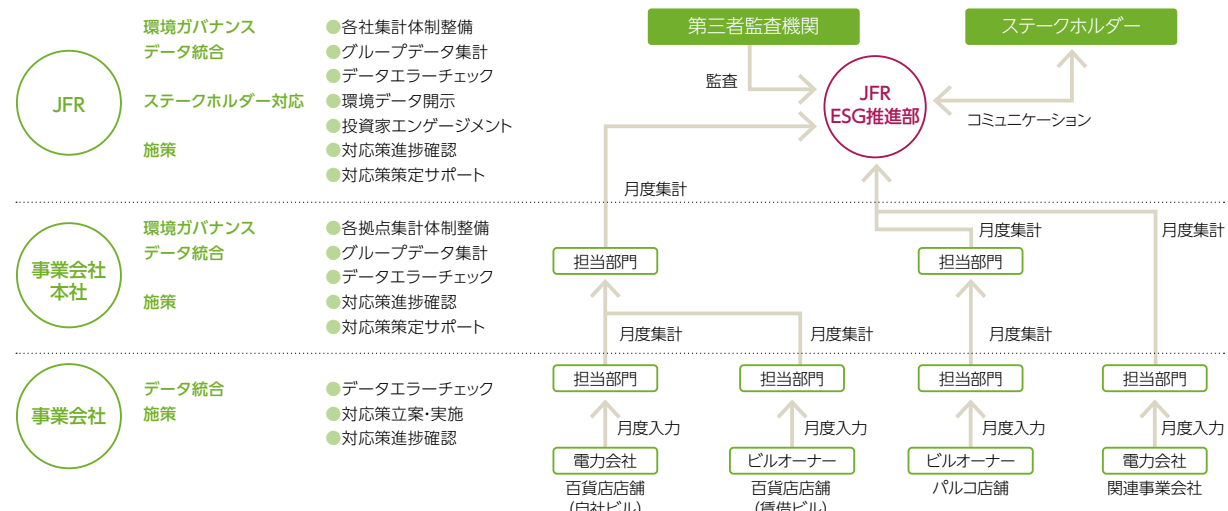 JFR
環境ガバナンス
●各社集計体制整備
データ統合
●グループデータ集計
●データエラーチェック
ステークホルダー対応
●環境データ開示
●投資家エンゲージメント
施策
●対応策進捗確認
●対応策策定サポート
第三者監査機関
ステークホルダー
監査
JFR
ESG推進部
コミュニケーション
月度集計
事業会社
本社
環境ガバナンス
●各拠点集計体制整備
データ統合
●グループデータ集計
●データエラーチェック
施策
●対応策進捗確認
●対応策策定サポート
月度集計
月度集計
担当部門
担当部門
月度集計
月度集計
月度集計
事業会社
データ統合
●データエラーチェック
施策
●対応策立案・実施
●対応策進捗確認
担当部門
担当部門
担当部門
担当部門
月度入力
月度入力
月度入力
月度入力
電力会社
ビルオーナー
ビルオーナー
電力会社
百貨店店舗
(自社ビル)
百貨店店舗
(賃借ビル)
パルコ店舗
関連事業会社